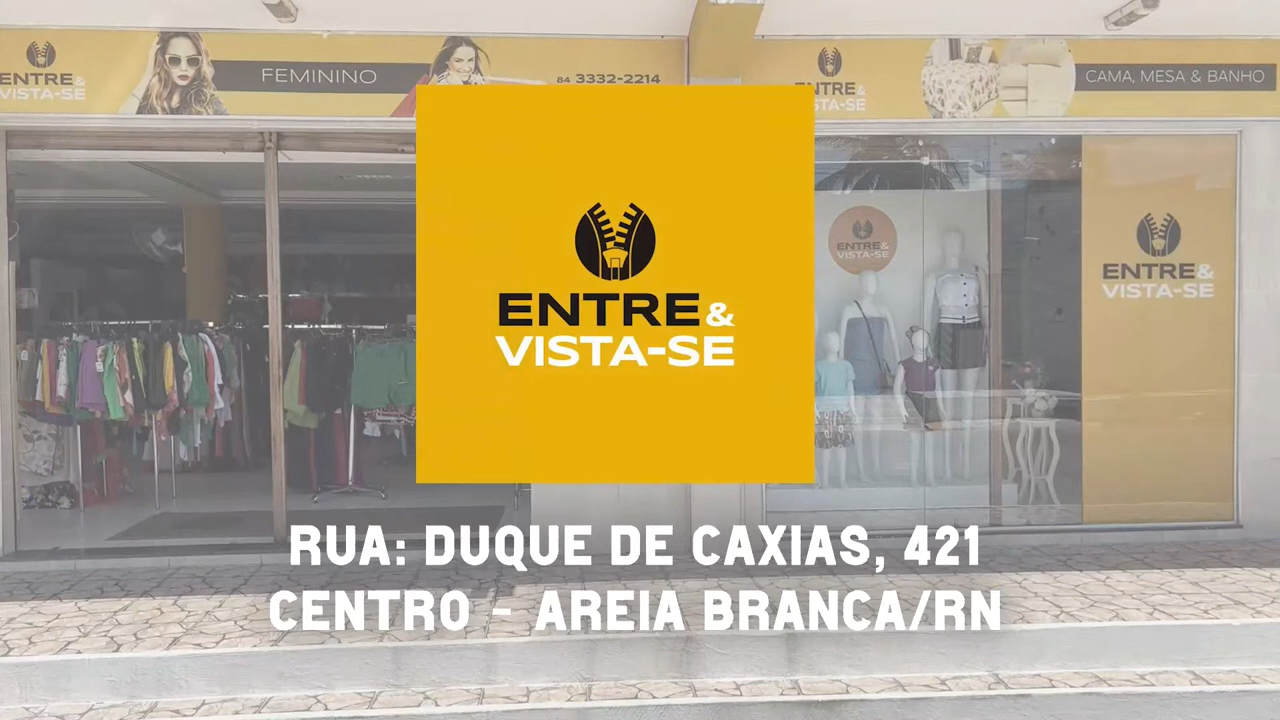 ENTRE&
VISTA-SE
FEMININO
84 3332-2214
ENTRE&
STA-SE
CAMA, MESA & BANHO
ENTRE &
VISTA-SE
ENTRE&
VISTA-SE
ENTRE&
VISTA-SE
RUA: DUQUE DE CAXIAS, 421
CENTRO - AREIA BRANCA/RN